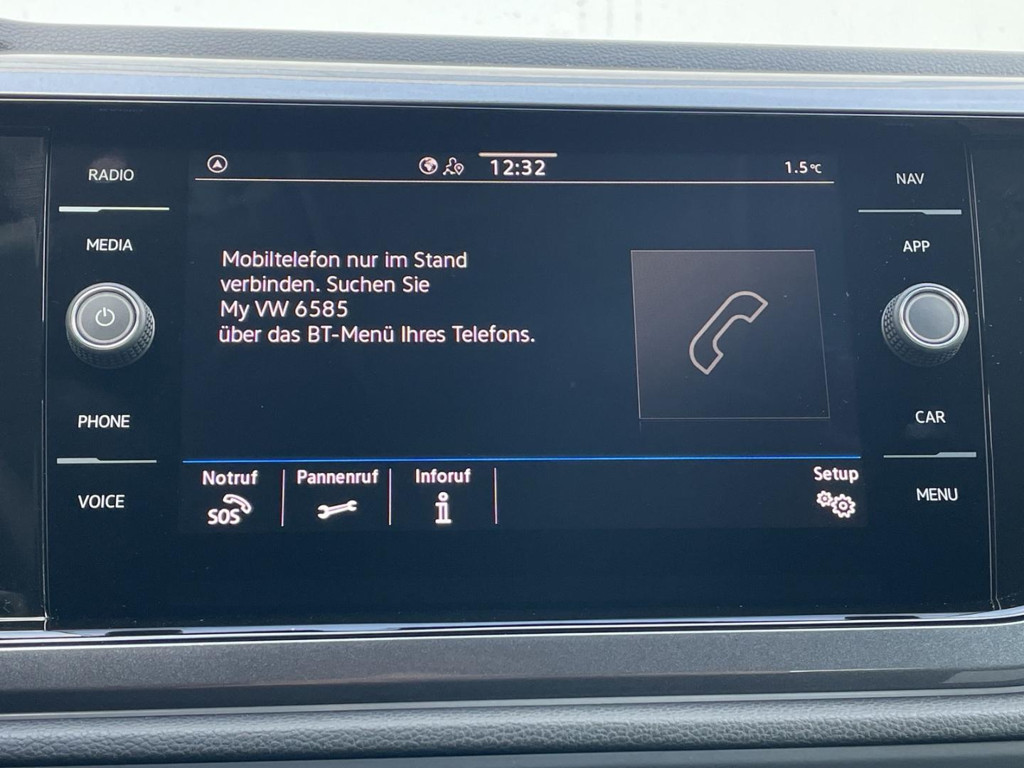 RADIO
MEDIA
PHONE
VOICE
12:32
1.5°C
Mobiltelefon nur im Stand
verbinden. Suchen Sie
My VW 6585
über das BT-Menü Ihres Telefons.
Notruf
SOS
Pannenruf
Inforuf
i
Setup
NAV
APP
CAR
MENU